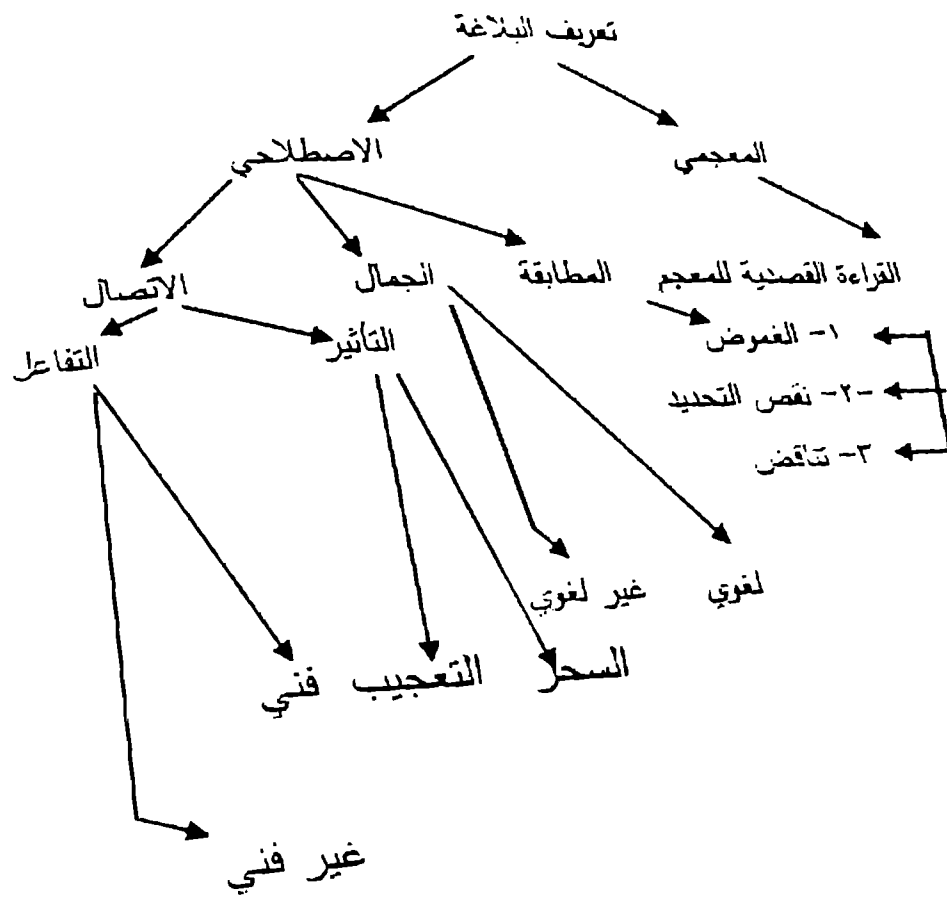 تعريف البلاغة
المعجمي
الاصطلاحي
القراءة القصدية للمعجم
المطابقة
الجمال
الاتصال
١- الغموض
التأثير
التفاعل
-٢- نقص التحديد
٣- تناقض
لغوي
غير لغوي
السحر
التعجيب
فني
غير فني